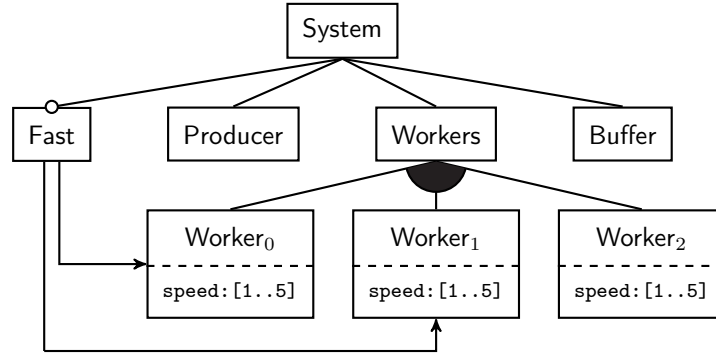 System
Fast
Producer
Workers
Buffer
Worker₀
Worker₁
Worker₂
speed:[1..5]
speed:[1..5]
speed:[1..5]